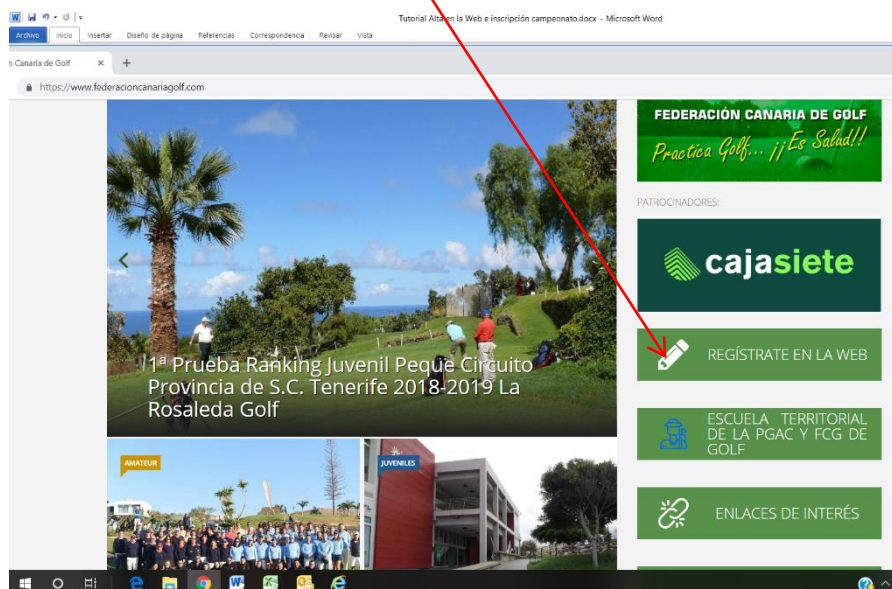 Tutorial Alta en la Web e inscripción campeonato.docx - Microsoft Word
Archivo Inicio Insertar Diseño de página Referencias Correspondencia Revisar Vista
n Canaria de Golf × +
https://www.federacioncanariagolf.com
FEDERACIÓN CANARIA DE GOLF
Practica Golf... ¡¡Es Salud!!
PATROCINADORES:
cajasiete
REGÍSTRATE EN LA WEB
1ª Prueba Ranking Juvenil Peque Circuito
Provincia de S.C. Tenerife 2018-2019 La
Rosaleda Golf
ESCUELA TERRITORIAL
DE LA PGAC Y FCG DE
GOLF
AMATEUR
JUVENILES
ENLACES DE INTERÉS